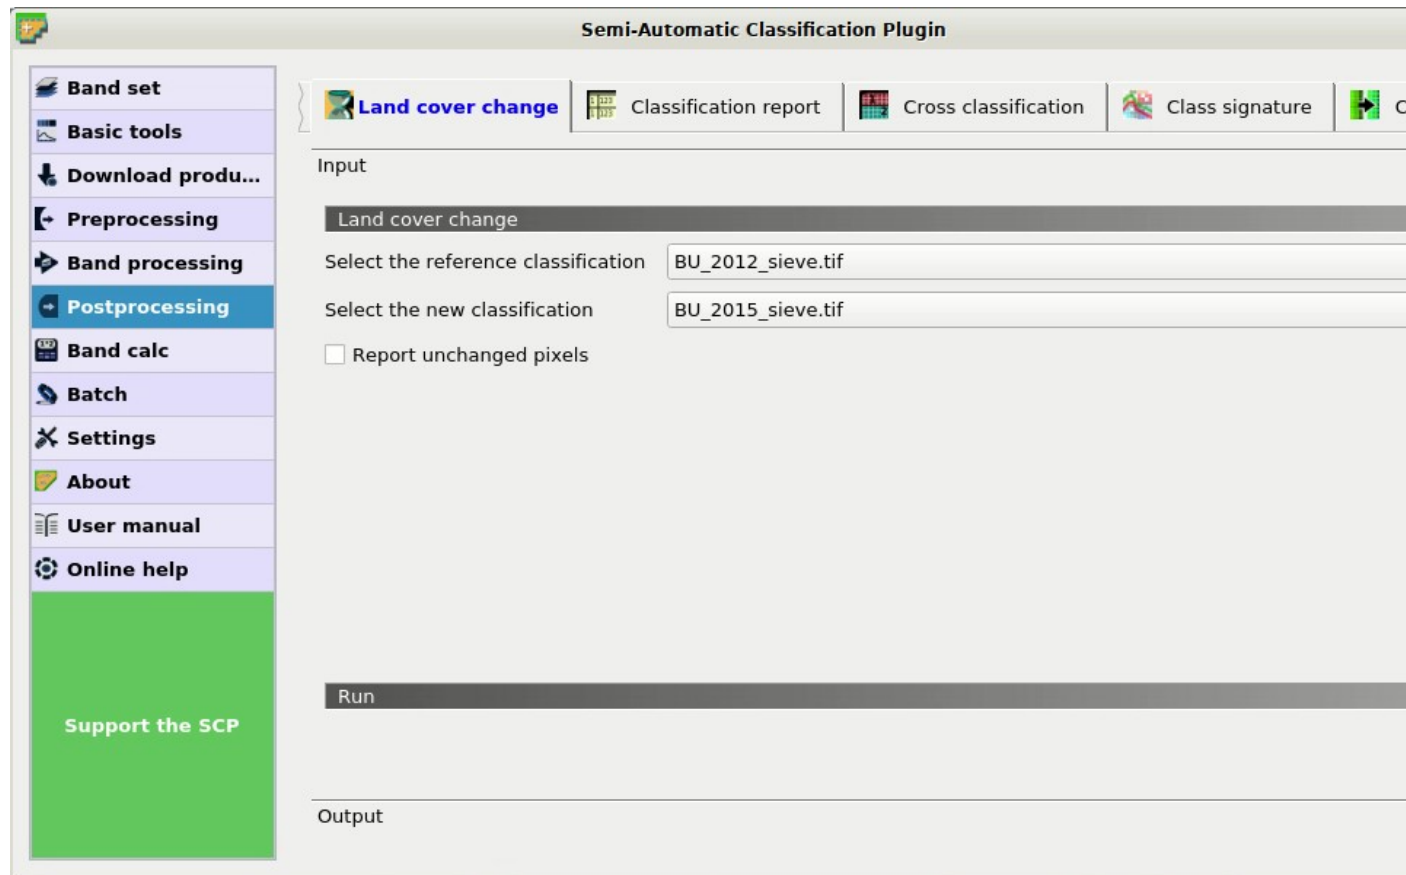 Semi-Automatic Classification Plugin
Band set
Basic tools
Download produ...
Preprocessing
Band processing
Postprocessing
Band calc
Batch
Settings
About
User manual
Online help
Support the SCP
Land cover change
Classification report
Cross classification
Class signature
C
Input
Land cover change
Select the reference classification
BU_2012_sieve.tif
Select the new classification
BU_2015_sieve.tif
Report unchanged pixels
Run
Output